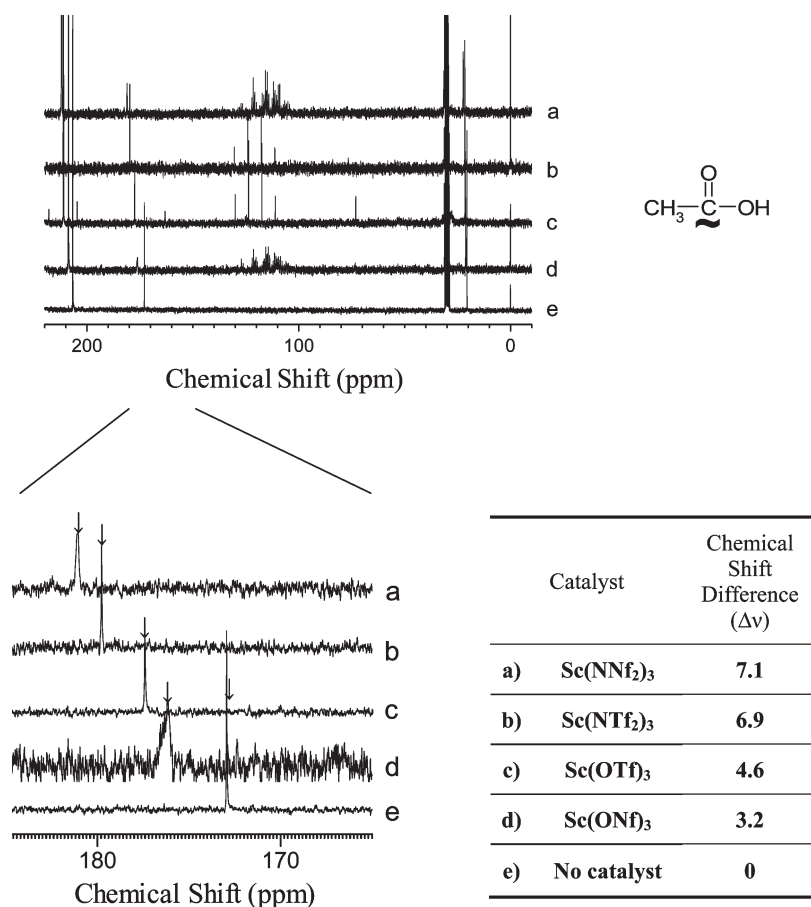 a
b
c
d
e
200 100 0
Chemical Shift (ppm)
O
CH3 C OH
a
b
c
d
e
180 170
Chemical Shift (ppm)
Catalyst Chemical Shift Difference (Δν)
a) Sc(NNf2)3 7.1
b) Sc(NTf2)3 6.9
c) Sc(OTf)3 4.6
d) Sc(ONf)3 3.2
e) No catalyst 0